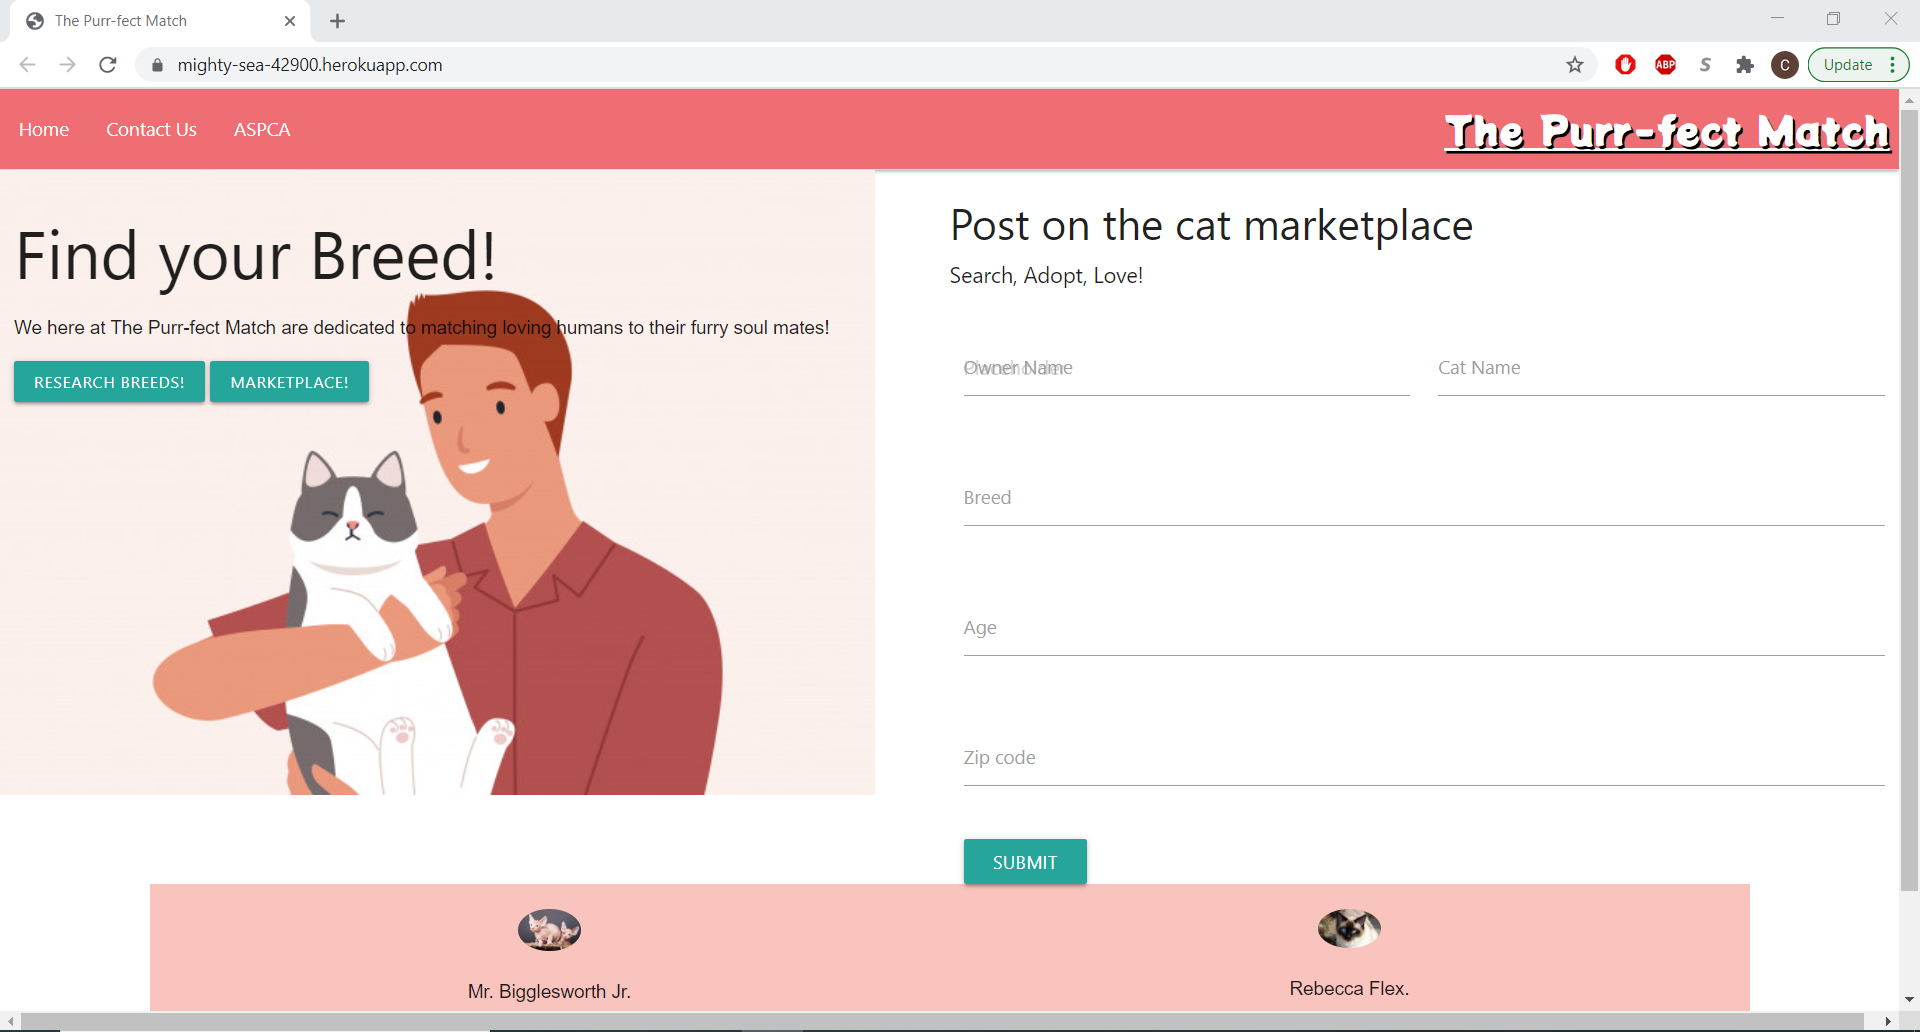 The Purr-fect Match
mighty-sea-42900.herokuapp.com
ABP
S
C
Update
Home Contact Us ASPCA
The Purr-fect Match
Find your Breed!
We here at The Purr-fect Match are dedicated to matching loving humans to their furry soul mates!
RESEARCH BREEDS! MARKETPLACE!
Post on the cat marketplace
Search, Adopt, Love!
Owner Name
Placeholder
Cat Name
Breed
Age
Zip code
SUBMIT
Mr. Bigglesworth Jr.
Rebecca Flex.